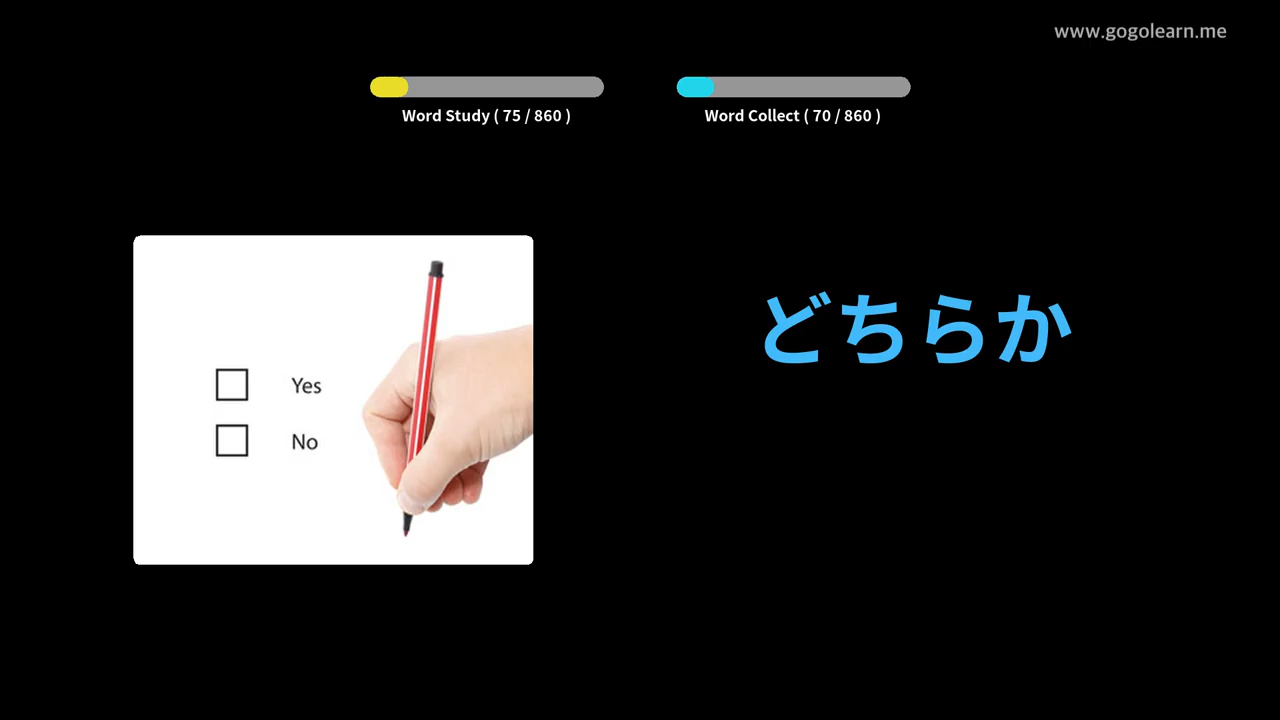 www.gogolearn.me
Word Study ( 75 / 860 )
Word Collect ( 70 / 860 )
Yes
No
どちらか